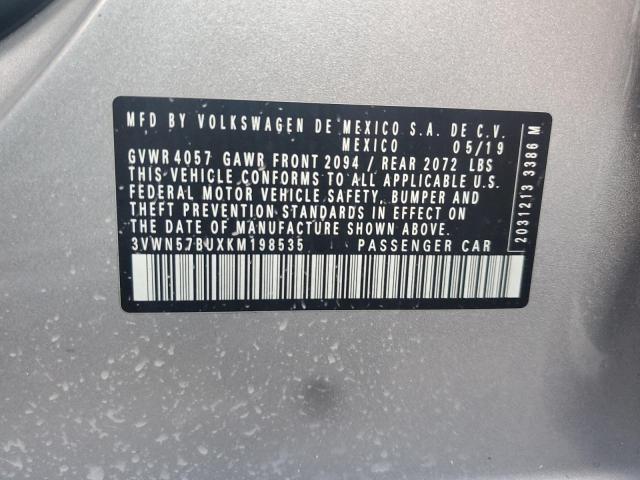 MFD BY VOLKSWAGEN DE MEXICO S.A. DE C.V.
MEXICO 05/19
GVWR 4057 GAWR FRONT 2094 / REAR 2072 LBS
THIS VEHICLE CONFORMS TO ALL APPLICABLE U.S.
FEDERAL MOTOR VEHICLE SAFETY, BUMPER AND
THEFT PREVENTION STANDARDS IN EFFECT ON
THE DATE OF MANUFACTURE SHOWN ABOVE.
3VWN57BUXKM198535 PASSENGER CAR
2031213 3386 M